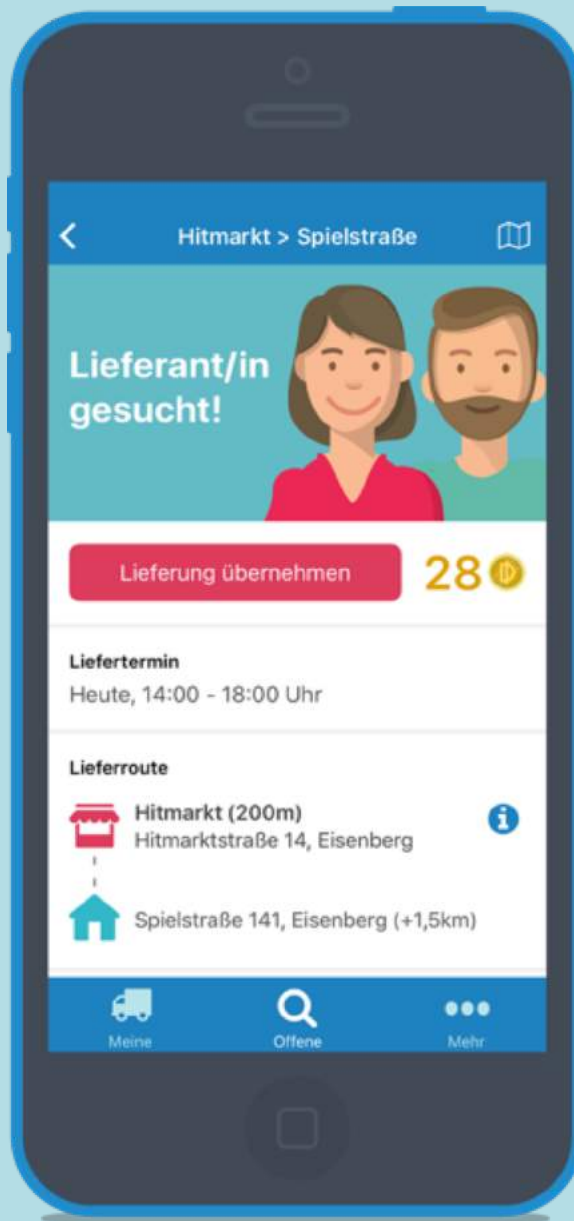 Hitmarkt > Spielstraße
Lieferant/in
gesucht!
Lieferung übernehmen 28
Liefertermin
Heute, 14:00 - 18:00 Uhr
Lieferroute
Hitmarkt (200m)
Hitmarktstraße 14, Eisenberg
Spielstraße 141, Eisenberg (+1,5km)
Meine Offene Mehr